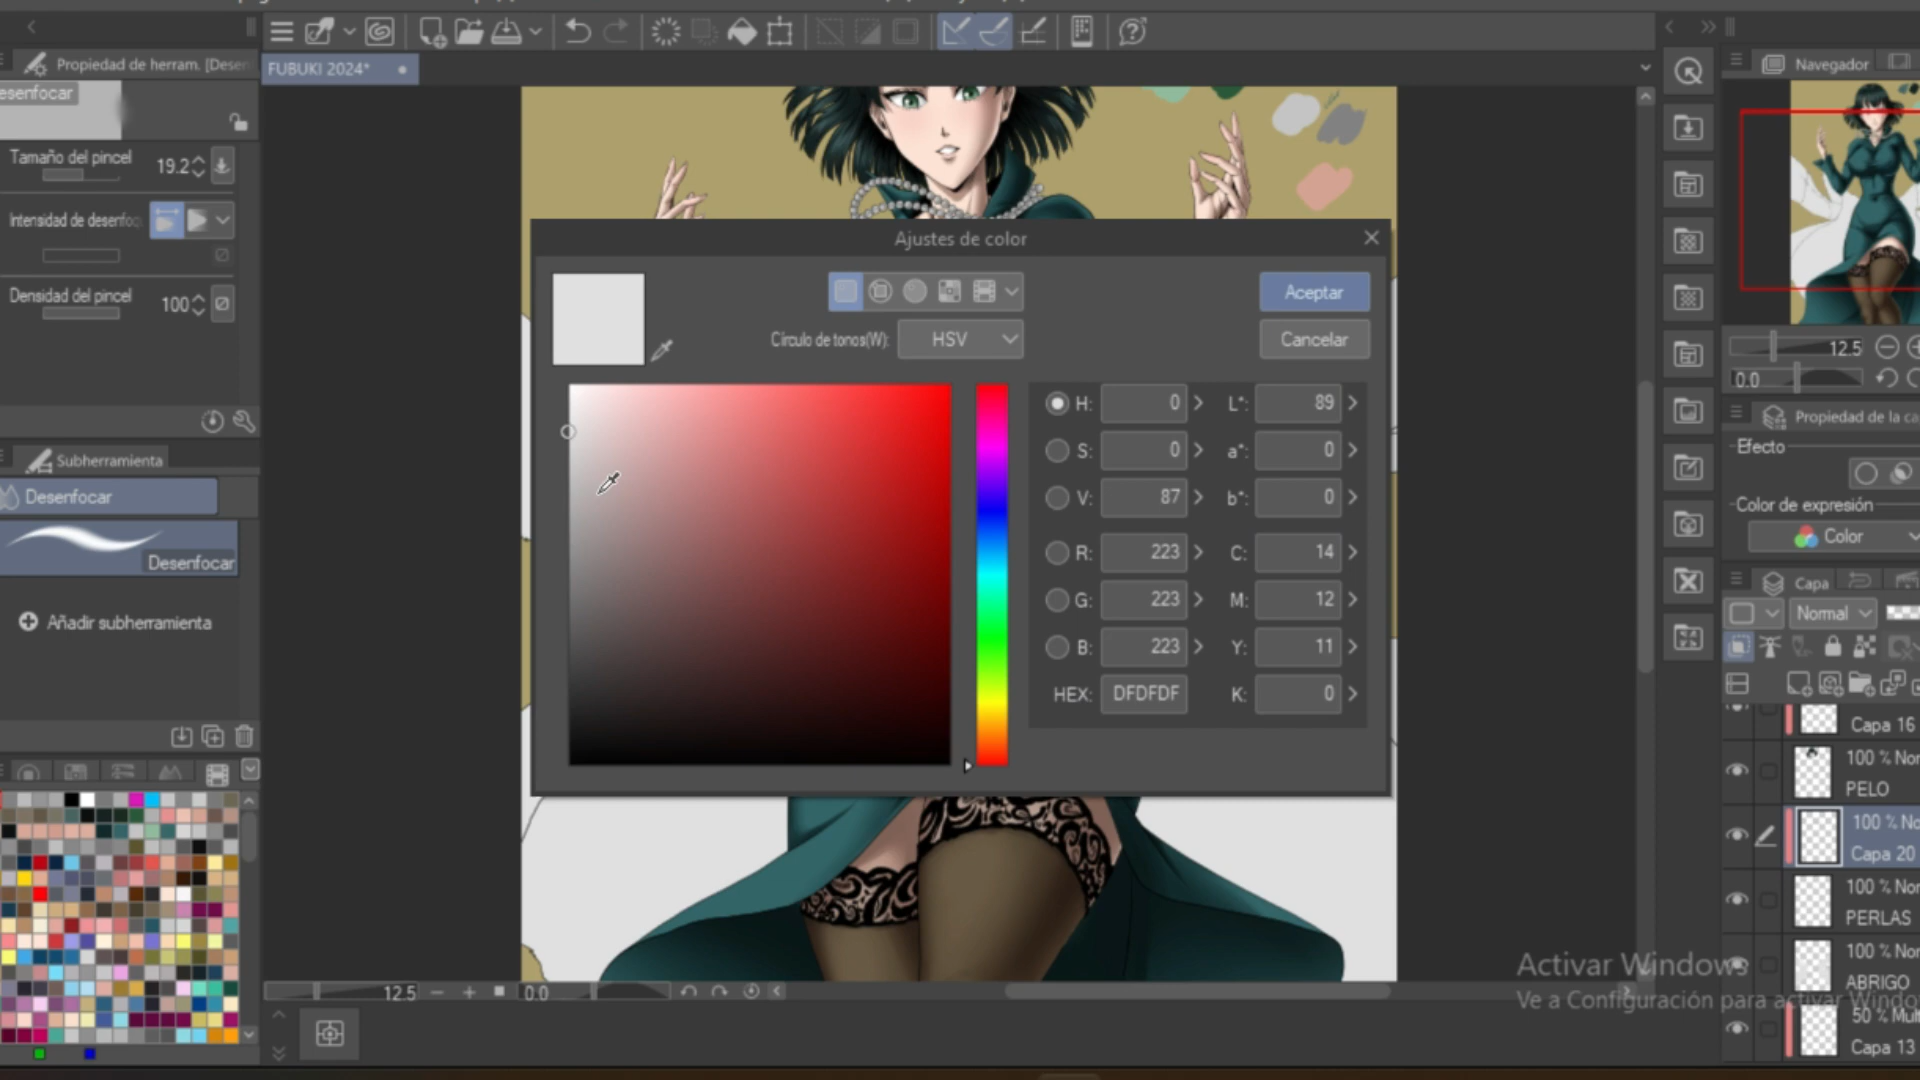 FUBUKI 2024*
Propiedad de herram. [Desen
esenfocar
Tamaño del pincel 19.2
Intensidad de desenfoq
Densidad del pincel 100
Subherramienta
Desenfocar
Desenfocar
Añadir subherramienta
Ajustes de color
Aceptar
Cancelar
Círculo de tonos(W): HSV
H: 0 L*: 89
S: 0 a*: 0
V: 87 b*: 0
R: 223 C: 14
G: 223 M: 12
B: 223 Y: 11
HEX: DFDFDF K: 0
12.5 0.0
Navegador
12.5
0.0
Propiedad de la ca
Efecto
Color de expresión
Color
Capa
Normal
Capa 16
100 % Nor
PELO
100 % No
Capa 20
100 % Nor
PERLAS
100 % Nor
ABRIGO
50 % Mult
Capa 13
Activar Windows
Ve a Configuración para activar Windo